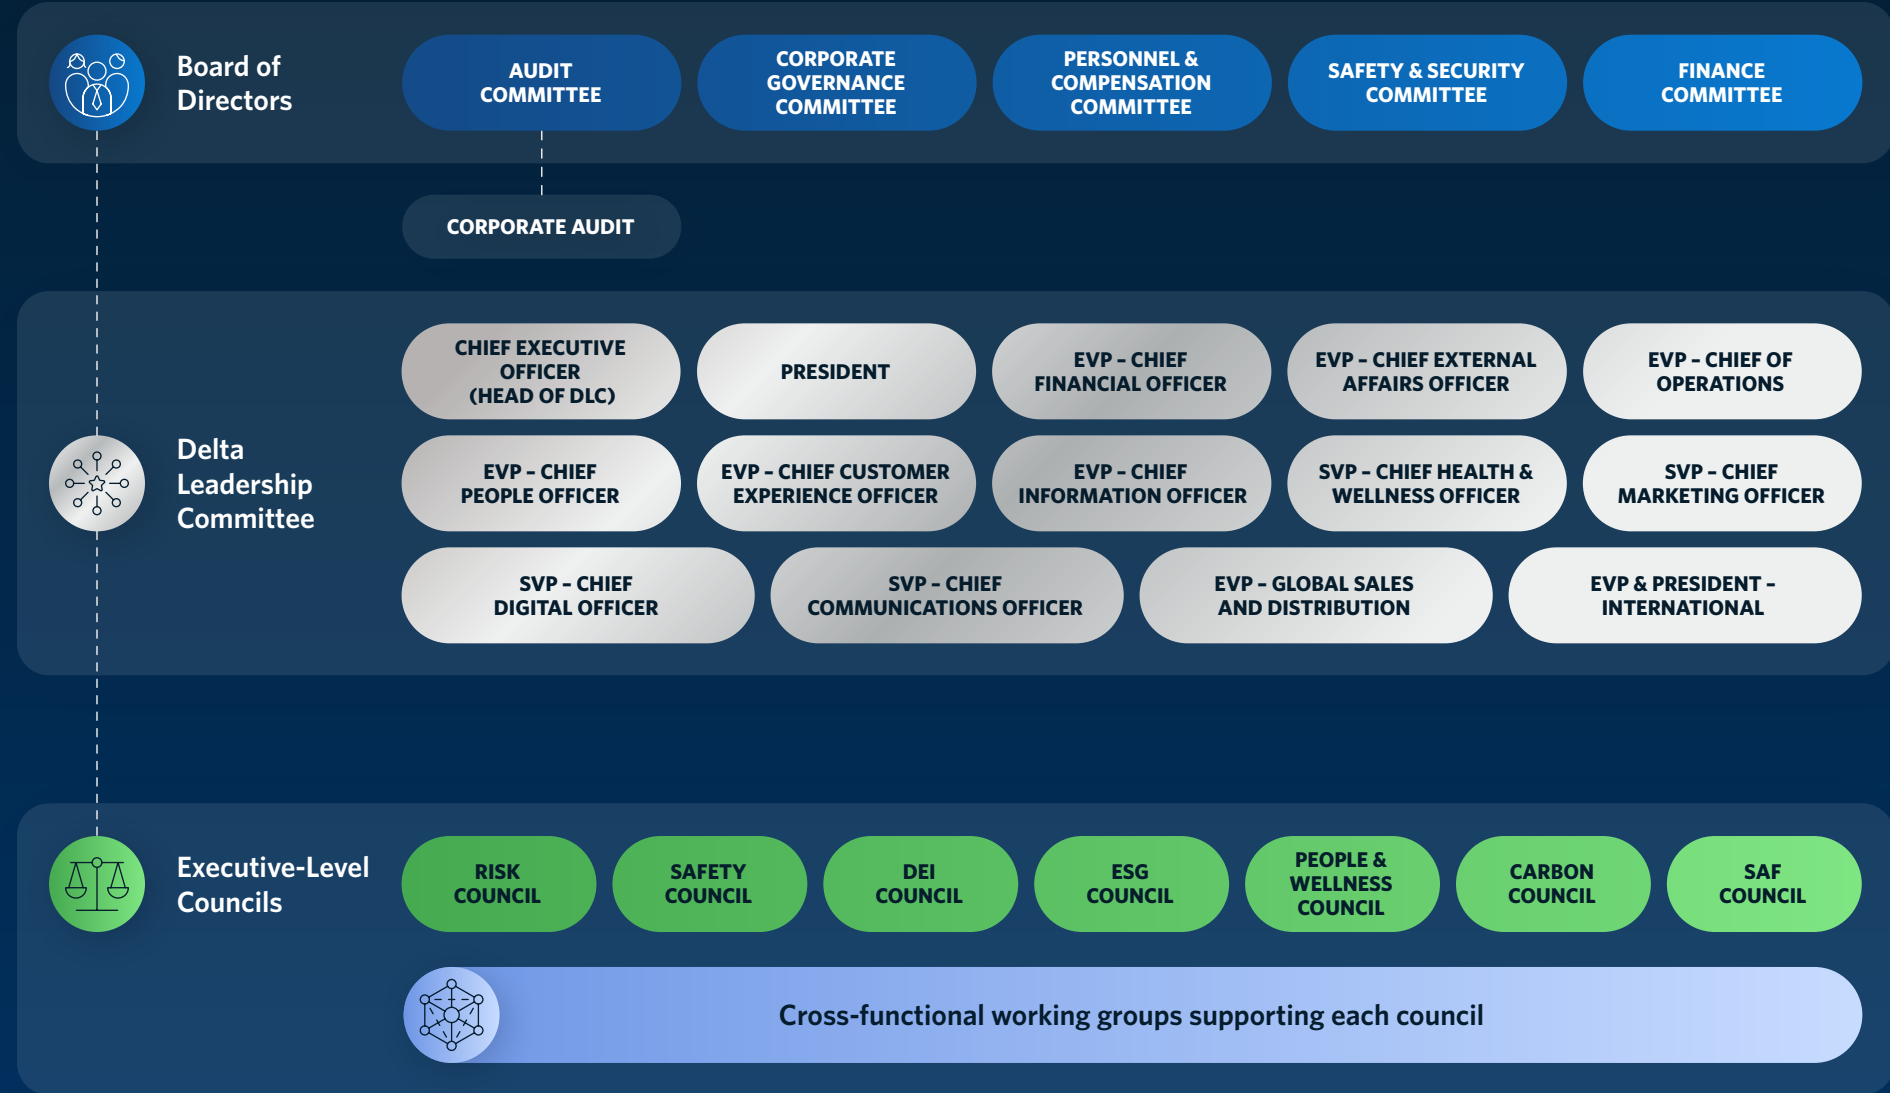 Board of
Directors
AUDIT
COMMITTEE
CORPORATE
GOVERNANCE
COMMITTEE
PERSONNEL &
COMPENSATION
COMMITTEE
SAFETY & SECURITY
COMMITTEE
FINANCE
COMMITTEE
CORPORATE AUDIT
Delta
Leadership
Committee
CHIEF EXECUTIVE
OFFICER
(HEAD OF DLC)
PRESIDENT
EVP – CHIEF
FINANCIAL OFFICER
EVP – CHIEF EXTERNAL
AFFAIRS OFFICER
EVP – CHIEF OF
OPERATIONS
EVP – CHIEF
PEOPLE OFFICER
EVP – CHIEF CUSTOMER
EXPERIENCE OFFICER
EVP – CHIEF
INFORMATION OFFICER
SVP – CHIEF HEALTH &
WELLNESS OFFICER
SVP – CHIEF
MARKETING OFFICER
SVP – CHIEF
DIGITAL OFFICER
SVP – CHIEF
COMMUNICATIONS OFFICER
EVP – GLOBAL SALES
AND DISTRIBUTION
EVP & PRESIDENT –
INTERNATIONAL
Executive-Level
Councils
RISK
COUNCIL
SAFETY
COUNCIL
DEI
COUNCIL
ESG
COUNCIL
PEOPLE &
WELLNESS
COUNCIL
CARBON
COUNCIL
SAF
COUNCIL
Cross-functional working groups supporting each council